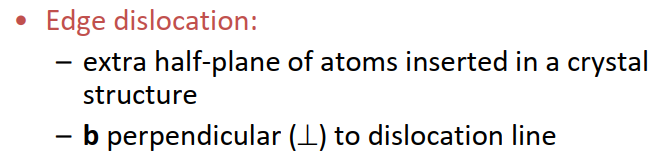 • Edge dislocation:
– extra half-plane of atoms inserted in a crystal
structure
– b perpendicular (⊥) to dislocation line